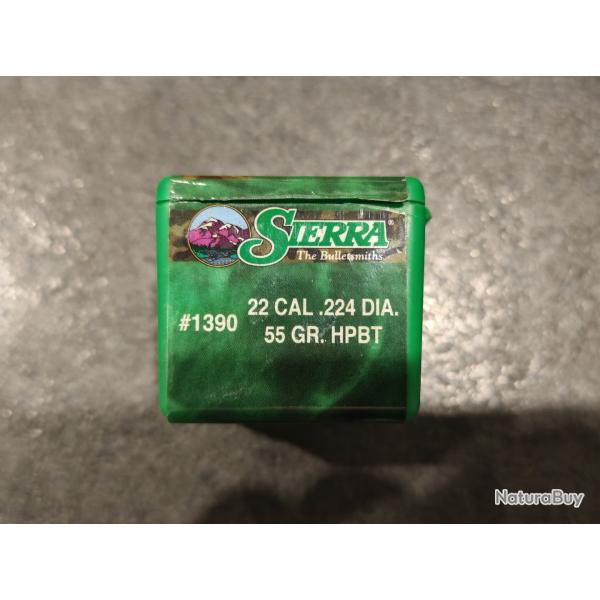 SIERRA®
The Bulletsmiths
#1390
22 CAL .224 DIA.
55 GR. HPBT
NaturaBuy